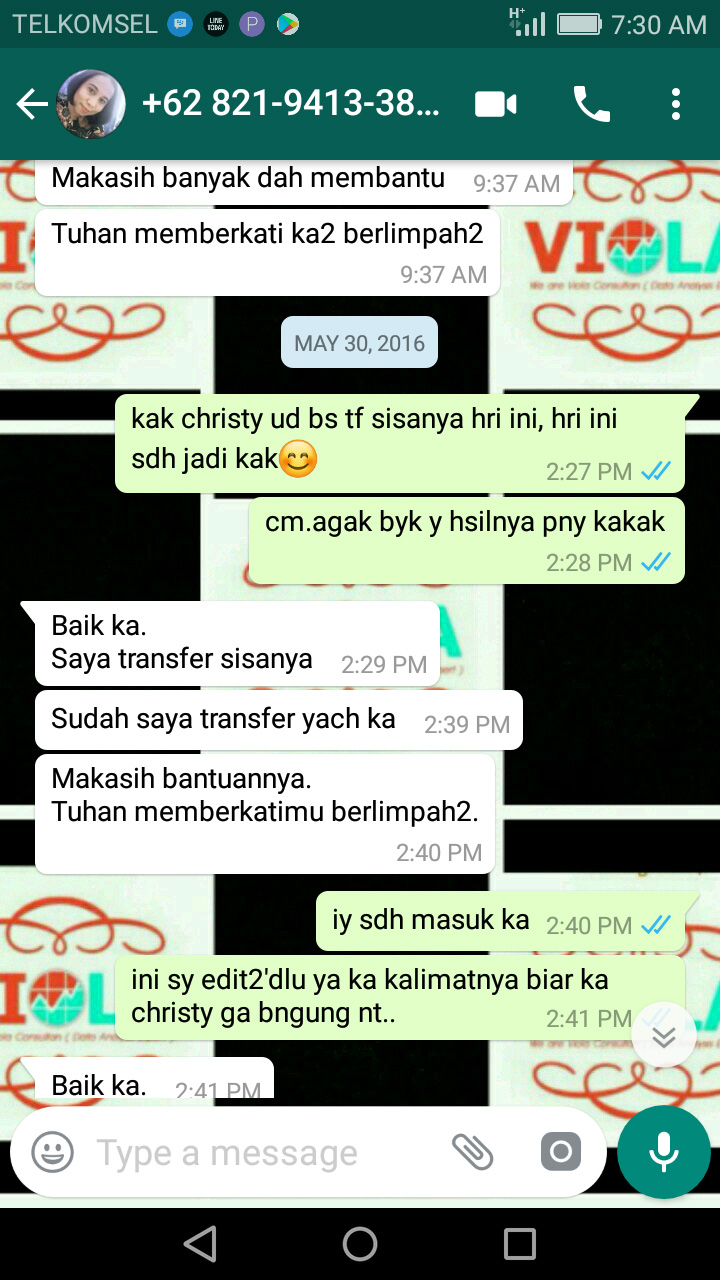 TELKOMSEL
LINE
TODAY
P
H+
7:30 AM
+62 821-9413-38...
Makasih banyak dah membantu 9:37 AM
Tuhan memberkati ka2 berlimpah2
9:37 AM
VIOLA
MAY 30, 2016
kak christy ud bs tf sisanya hri ini, hri ini
sdh jadi kak😊 2:27 PM
cm.agak byk y hsilnya pny kakak
2:28 PM
Baik ka.
Saya transfer sisanya 2:29 PM
Sudah saya transfer yach ka 2:39 PM
Makasih bantuannya.
Tuhan memberkatimu berlimpah2.
2:40 PM
iy sdh masuk ka 2:40 PM
ini sy edit2'dlu ya ka kalimatnya biar ka
christy ga bngung nt.. 2:41 PM
Baik ka. 2:41 PM
Type a message